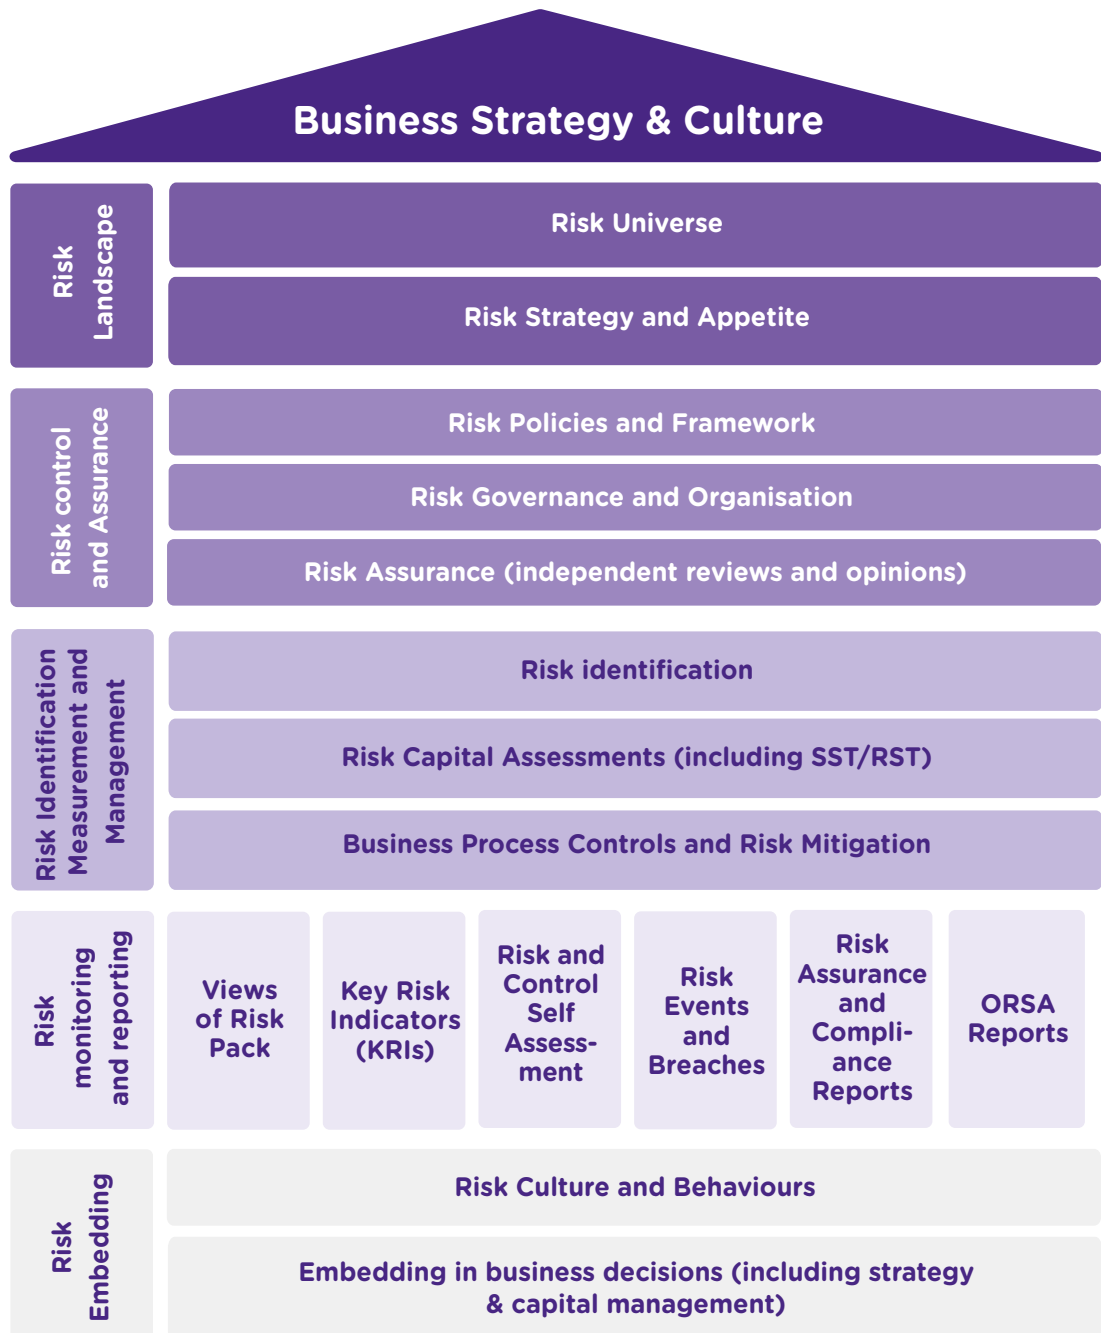 Business Strategy & Culture
Risk
Landscape
Risk Universe
Risk Strategy and Appetite
Risk control
and Assurance
Risk Policies and Framework
Risk Governance and Organisation
Risk Assurance (independent reviews and opinions)
Risk Identification
Measurement and
Management
Risk identification
Risk Capital Assessments (including SST/RST)
Business Process Controls and Risk Mitigation
Risk
monitoring
and reporting
Views
of Risk
Pack
Key Risk
Indicators
(KRIs)
Risk and
Control
Self
Assess-
ment
Risk
Events
and
Breaches
Risk
Assurance
and
Compli-
ance
Reports
ORSA
Reports
Risk
Embedding
Risk Culture and Behaviours
Embedding in business decisions (including strategy
& capital management)